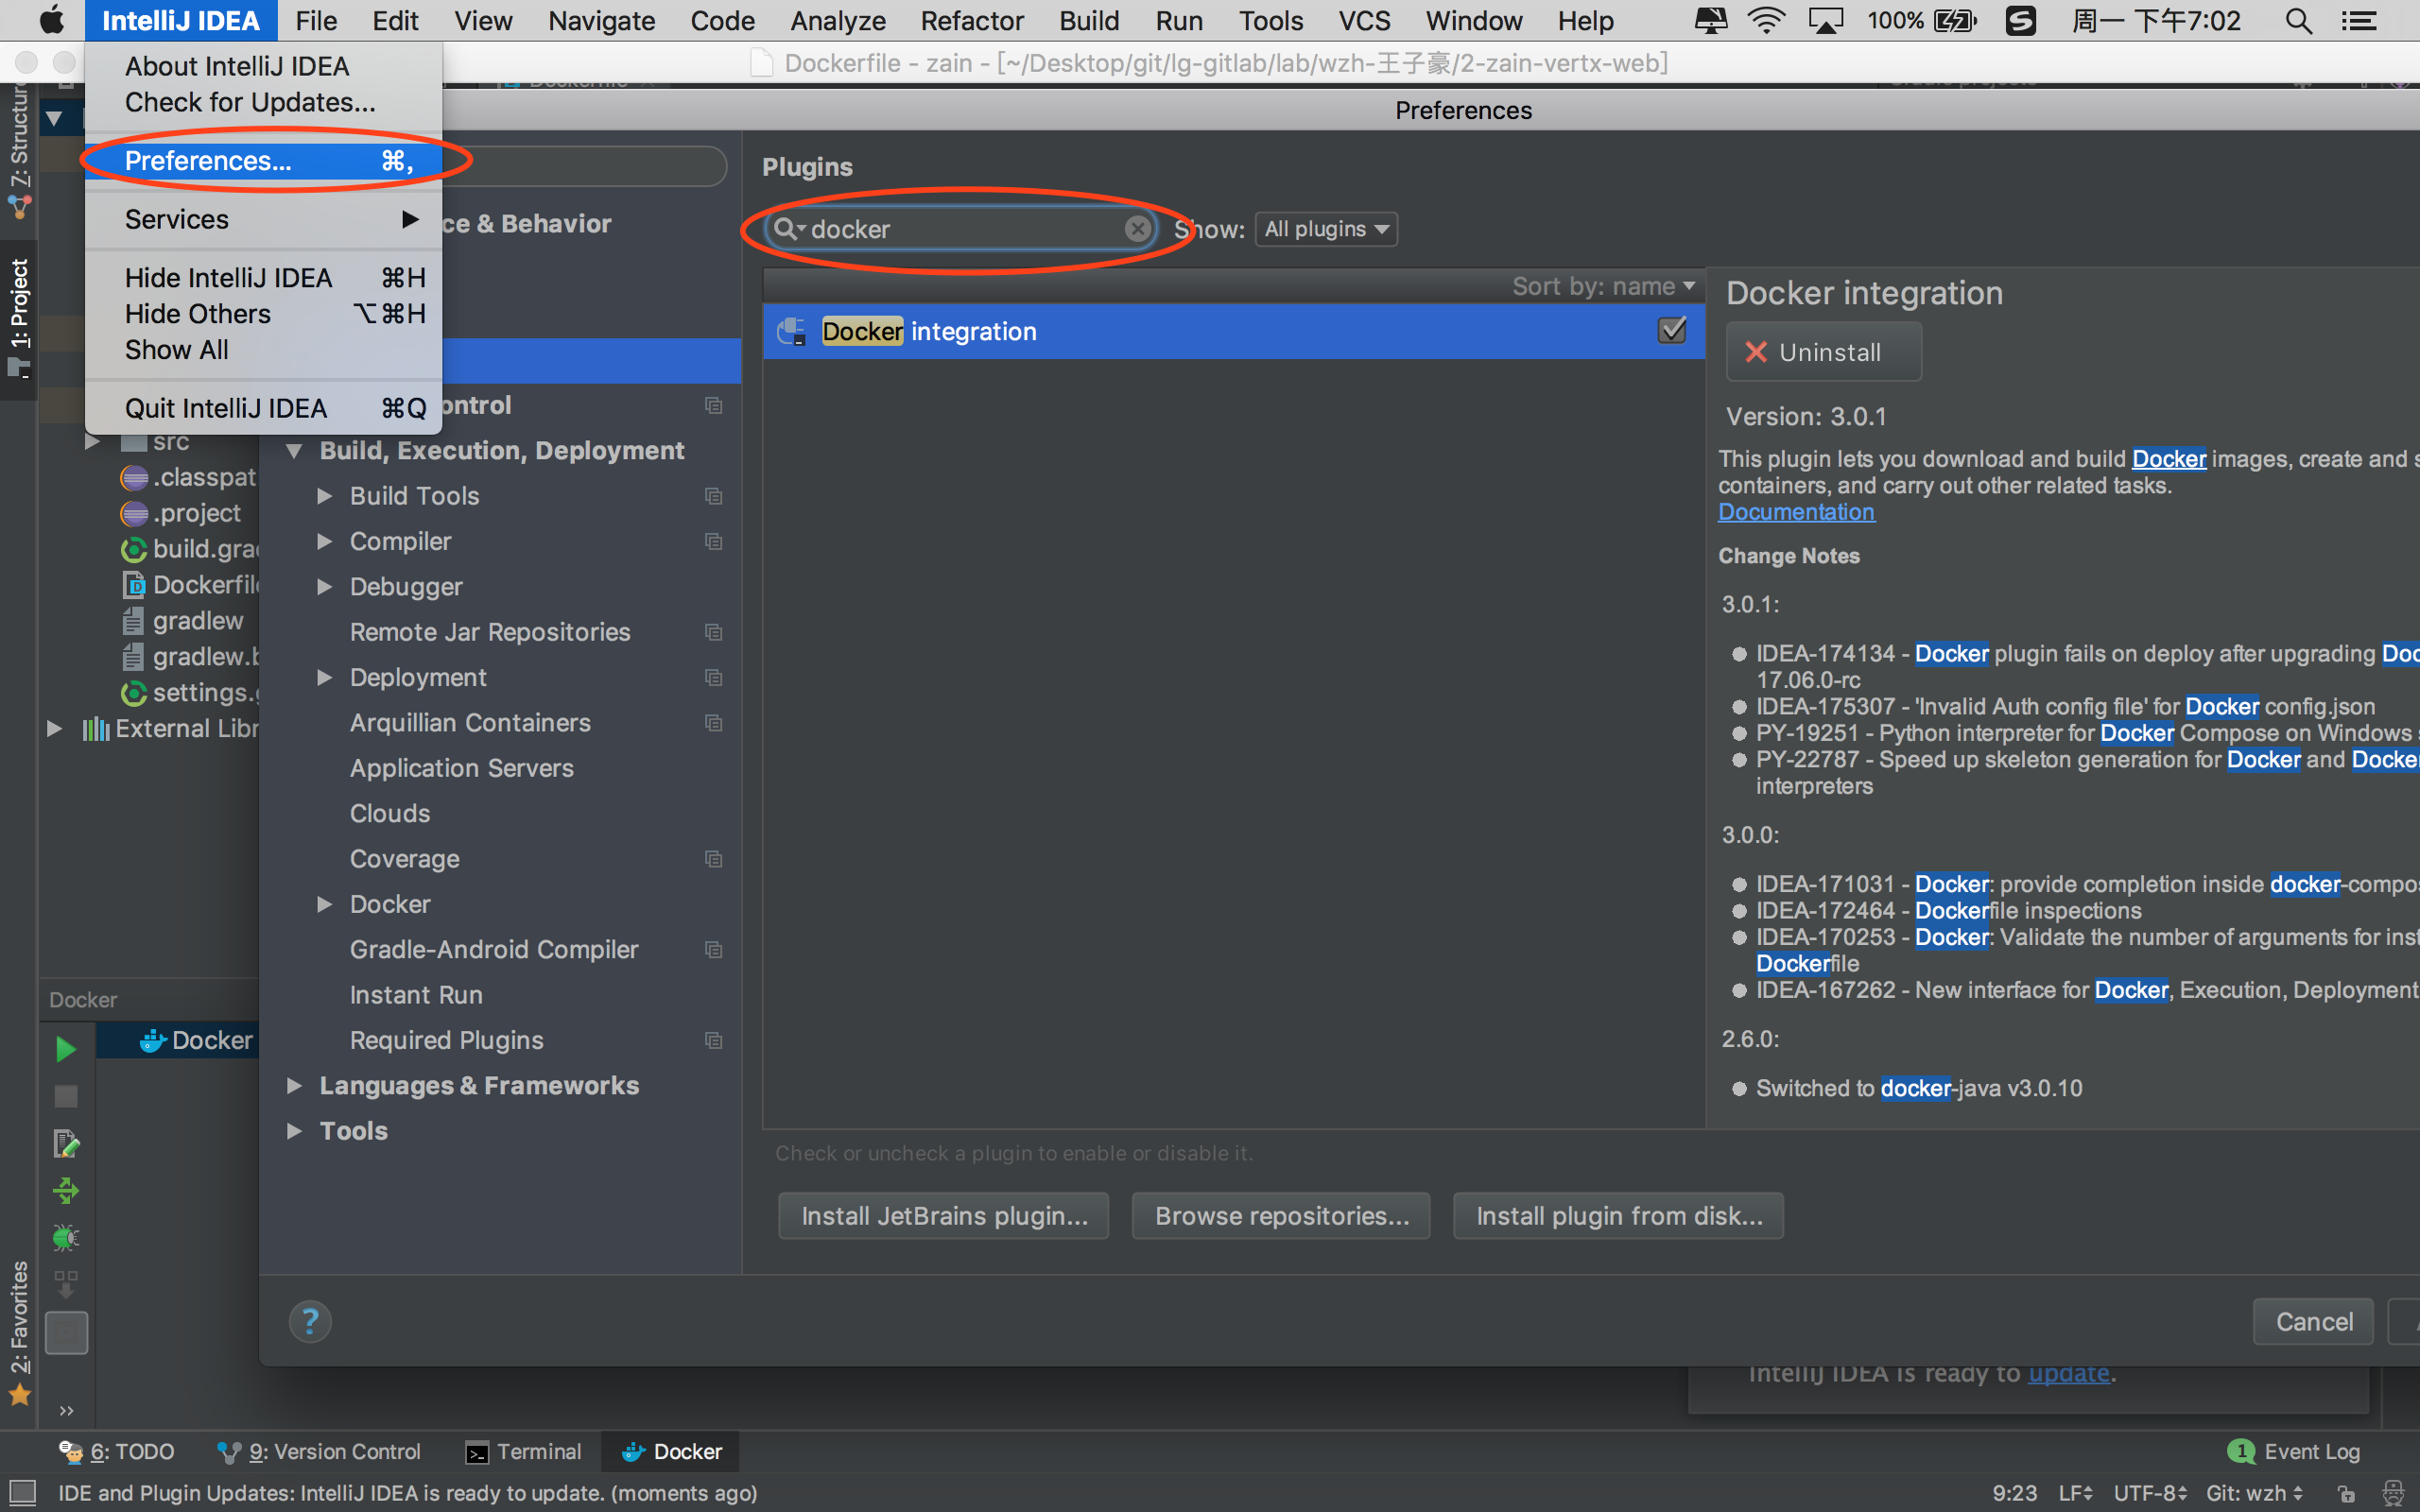 IntelliJ IDEA File Edit View Navigate Code Analyze Refactor Build Run Tools VCS Window Help 100% 周一 下午7:02
Dockerfile - zain - [~/Desktop/git/lg-gitlab/lab/wzh-王子豪/2-zain-vertx-web]
About IntelliJ IDEA
Check for Updates...
Preferences... ⌘,
Services
Hide IntelliJ IDEA ⌘H
Hide Others ⌥⌘H
Show All
Quit IntelliJ IDEA ⌘Q
7: Structure
1: Project
2: Favorites
src
.classpat
.project
build.gra
Dockerfile
gradlew
gradlew.b
settings.g
External Libr
Docker
Docker
Preferences
ce & Behavior
ontrol
Build, Execution, Deployment
Build Tools
Compiler
Debugger
Remote Jar Repositories
Deployment
Arquillian Containers
Application Servers
Clouds
Coverage
Docker
Gradle-Android Compiler
Instant Run
Required Plugins
Languages & Frameworks
Tools
Plugins
docker
Show: All plugins
Sort by: name
Docker integration
Docker integration
Uninstall
Version: 3.0.1
This plugin lets you download and build Docker images, create and s
containers, and carry out other related tasks.
Documentation
Change Notes
3.0.1:
IDEA-174134 - Docker plugin fails on deploy after upgrading Doc
17.06.0-rc
IDEA-175307 - 'Invalid Auth config file' for Docker config.json
PY-19251 - Python interpreter for Docker Compose on Windows s
PY-22787 - Speed up skeleton generation for Docker and Docker
interpreters
3.0.0:
IDEA-171031 - Docker: provide completion inside docker-compos
IDEA-172464 - Dockerfile inspections
IDEA-170253 - Docker: Validate the number of arguments for inst
Dockerfile
IDEA-167262 - New interface for Docker, Execution, Deployment
2.6.0:
Switched to docker-java v3.0.10
Check or uncheck a plugin to enable or disable it.
Install JetBrains plugin... Browse repositories... Install plugin from disk...
?
Cancel
IntelliJ IDEA is ready to update.
6: TODO 9: Version Control Terminal Docker 1 Event Log
IDE and Plugin Updates: IntelliJ IDEA is ready to update. (moments ago) 9:23 LF UTF-8 Git: wzh